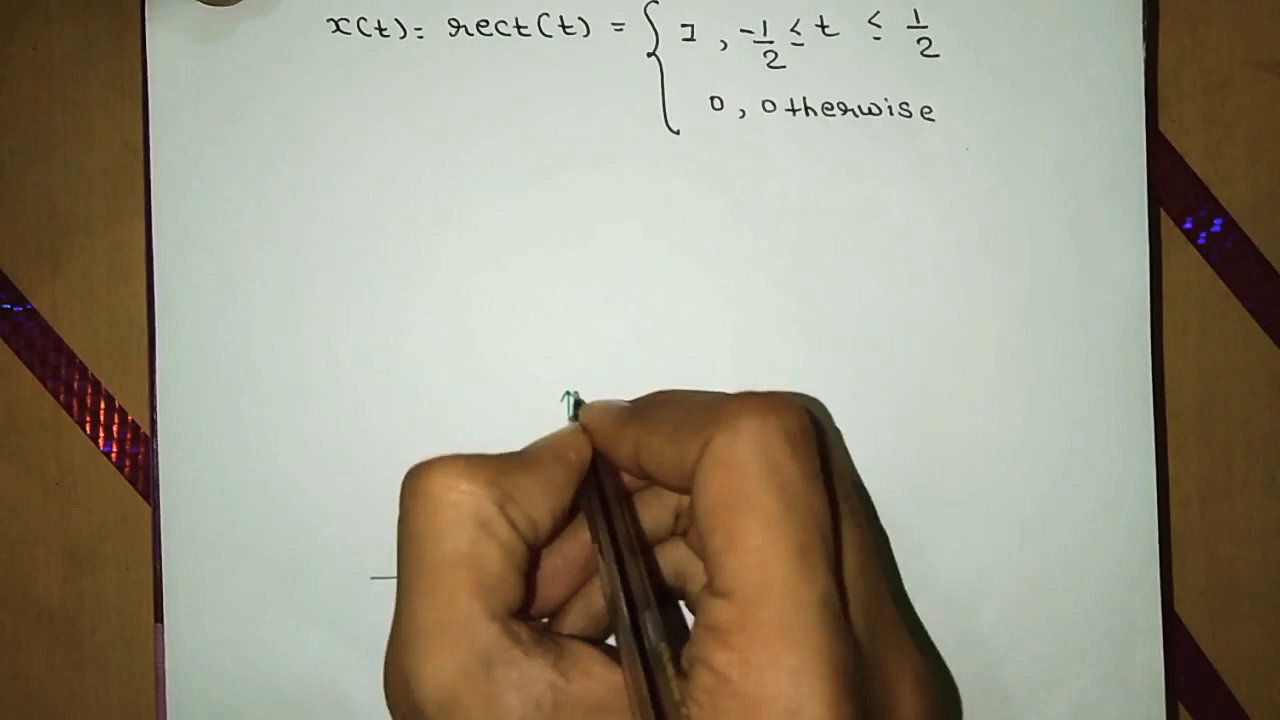 x(t) = rect(t) = { 1 , -1/2 ≤ t ≤ 1/2
0 , otherwise